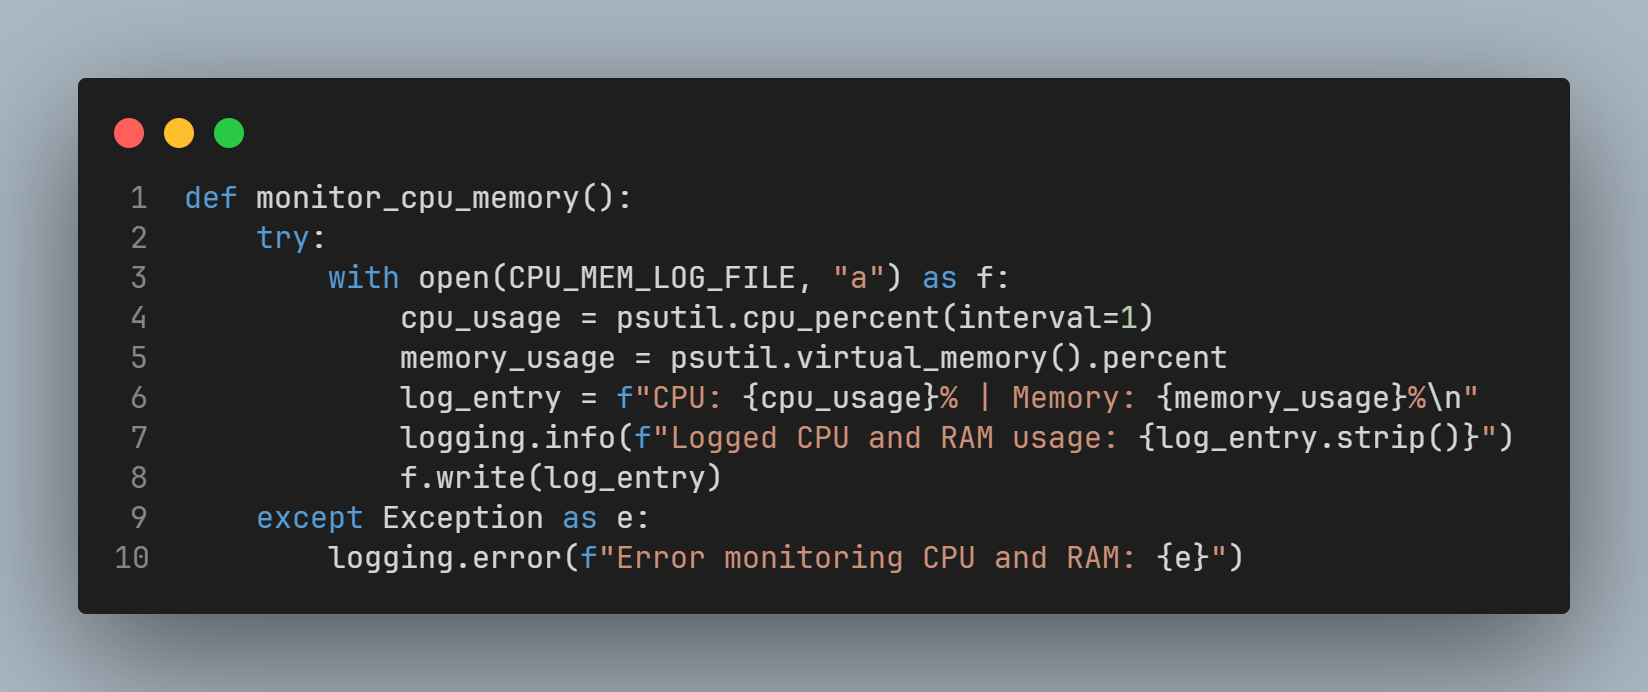 1 def monitor_cpu_memory():
2     try:
3         with open(CPU_MEM_LOG_FILE, "a") as f:
4             cpu_usage = psutil.cpu_percent(interval=1)
5             memory_usage = psutil.virtual_memory().percent
6             log_entry = f"CPU: {cpu_usage}% | Memory: {memory_usage}%\n"
7             logging.info(f"Logged CPU and RAM usage: {log_entry.strip()}")
8             f.write(log_entry)
9     except Exception as e:
10         logging.error(f"Error monitoring CPU and RAM: {e}")